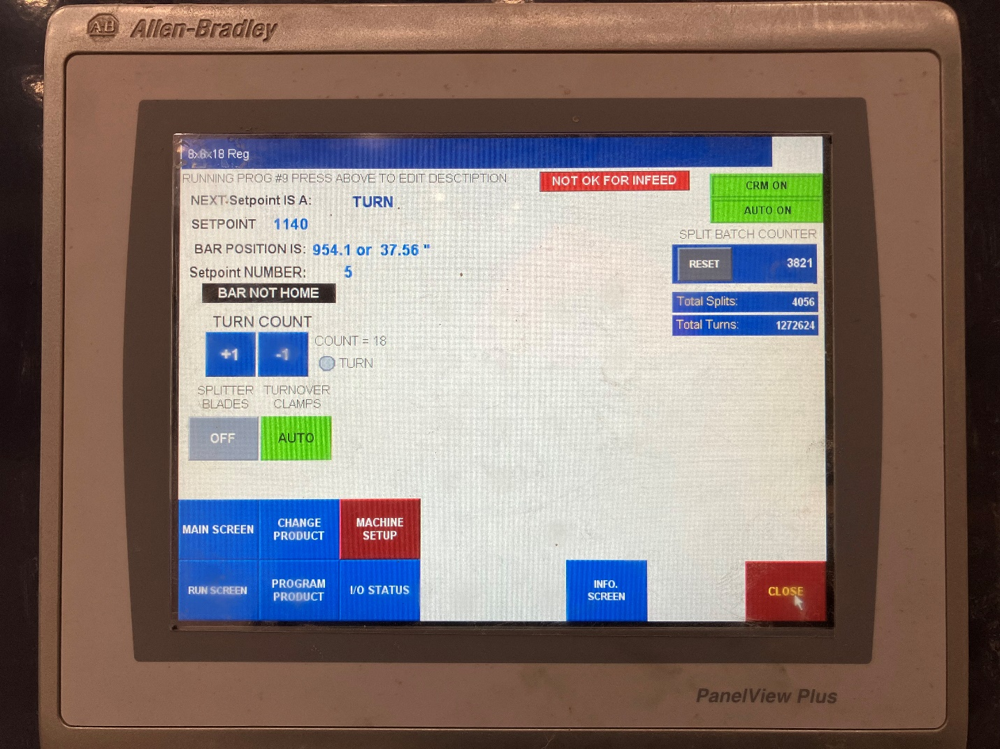 AB Allen-Bradley
8x8x18 Reg
RUNNING PROG #9 PRESS ABOVE TO EDIT DESCTIPTION
NOT OK FOR INFEED
CRM ON
AUTO ON
NEXT Setpoint IS A: TURN
SETPOINT 1140
BAR POSITION IS: 954.1 or 37.56 "
Setpoint NUMBER: 5
BAR NOT HOME
SPLIT BATCH COUNTER
RESET 3821
Total Splits: 4056
Total Turns: 1272624
TURN COUNT
+1 -1 COUNT = 18
TURN
SPLITTER BLADES
TURNOVER CLAMPS
OFF AUTO
MAIN SCREEN
CHANGE PRODUCT
MACHINE SETUP
RUN SCREEN
PROGRAM PRODUCT
I/O STATUS
INFO. SCREEN
CLOSE
PanelView Plus